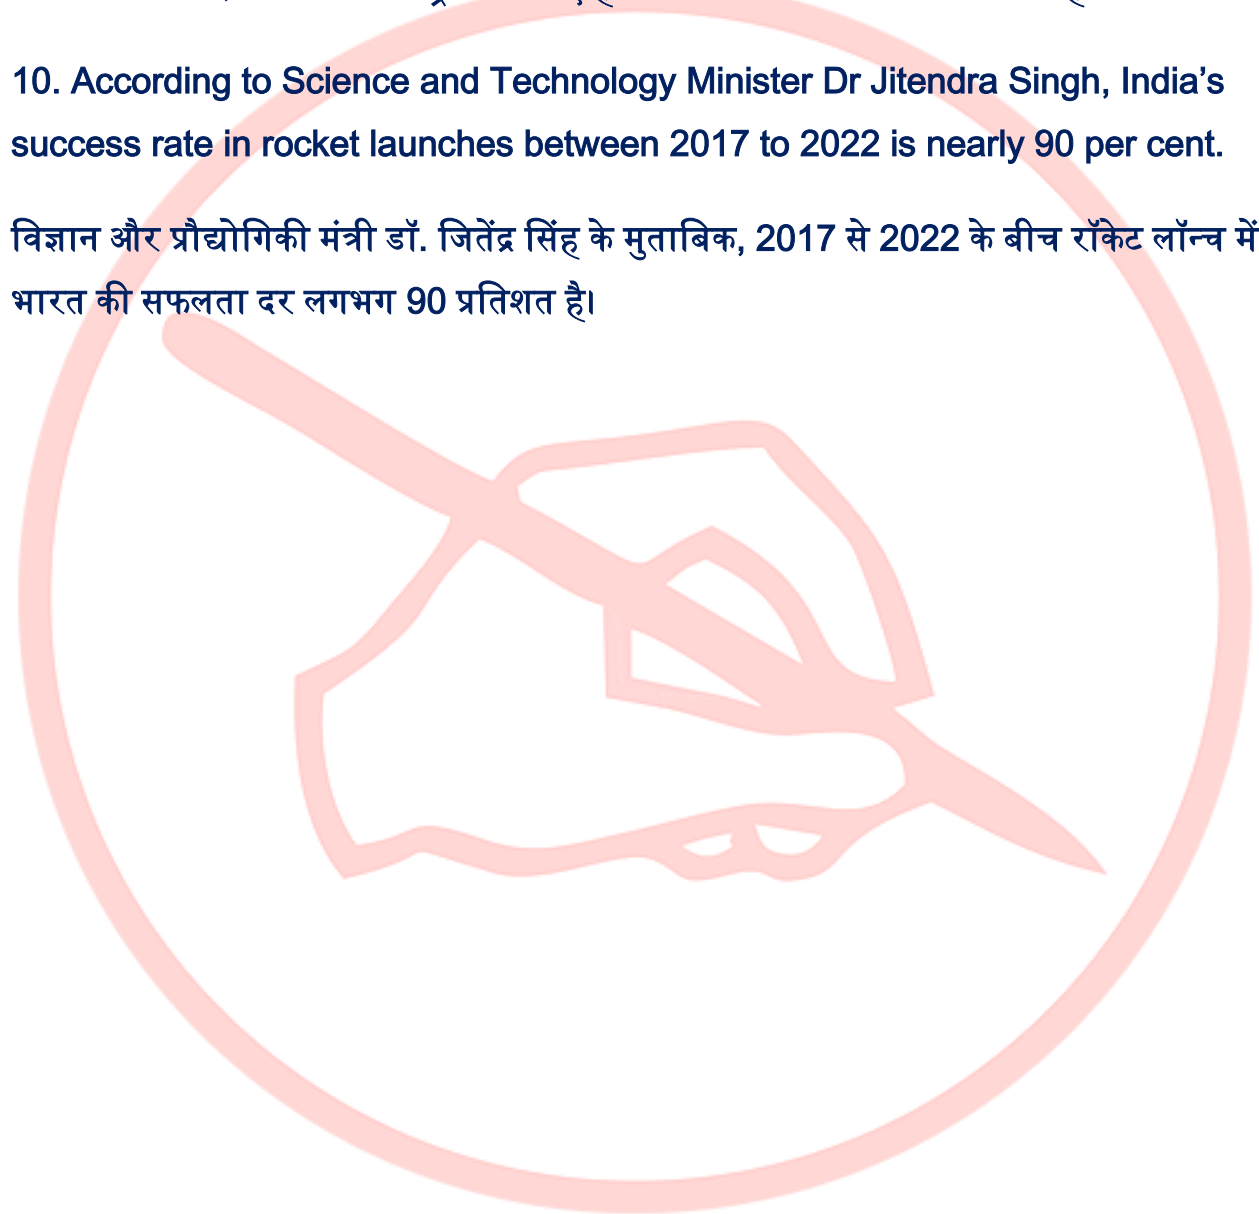 10. According to Science and Technology Minister Dr Jitendra Singh, India’s
success rate in rocket launches between 2017 to 2022 is nearly 90 per cent.
विज्ञान और प्रौद्योगिकी मंत्री डॉ. जितेंद्र सिंह के मुताबिक, 2017 से 2022 के बीच रॉकेट लॉन्च में
भारत की सफलता दर लगभग 90 प्रतिशत है।